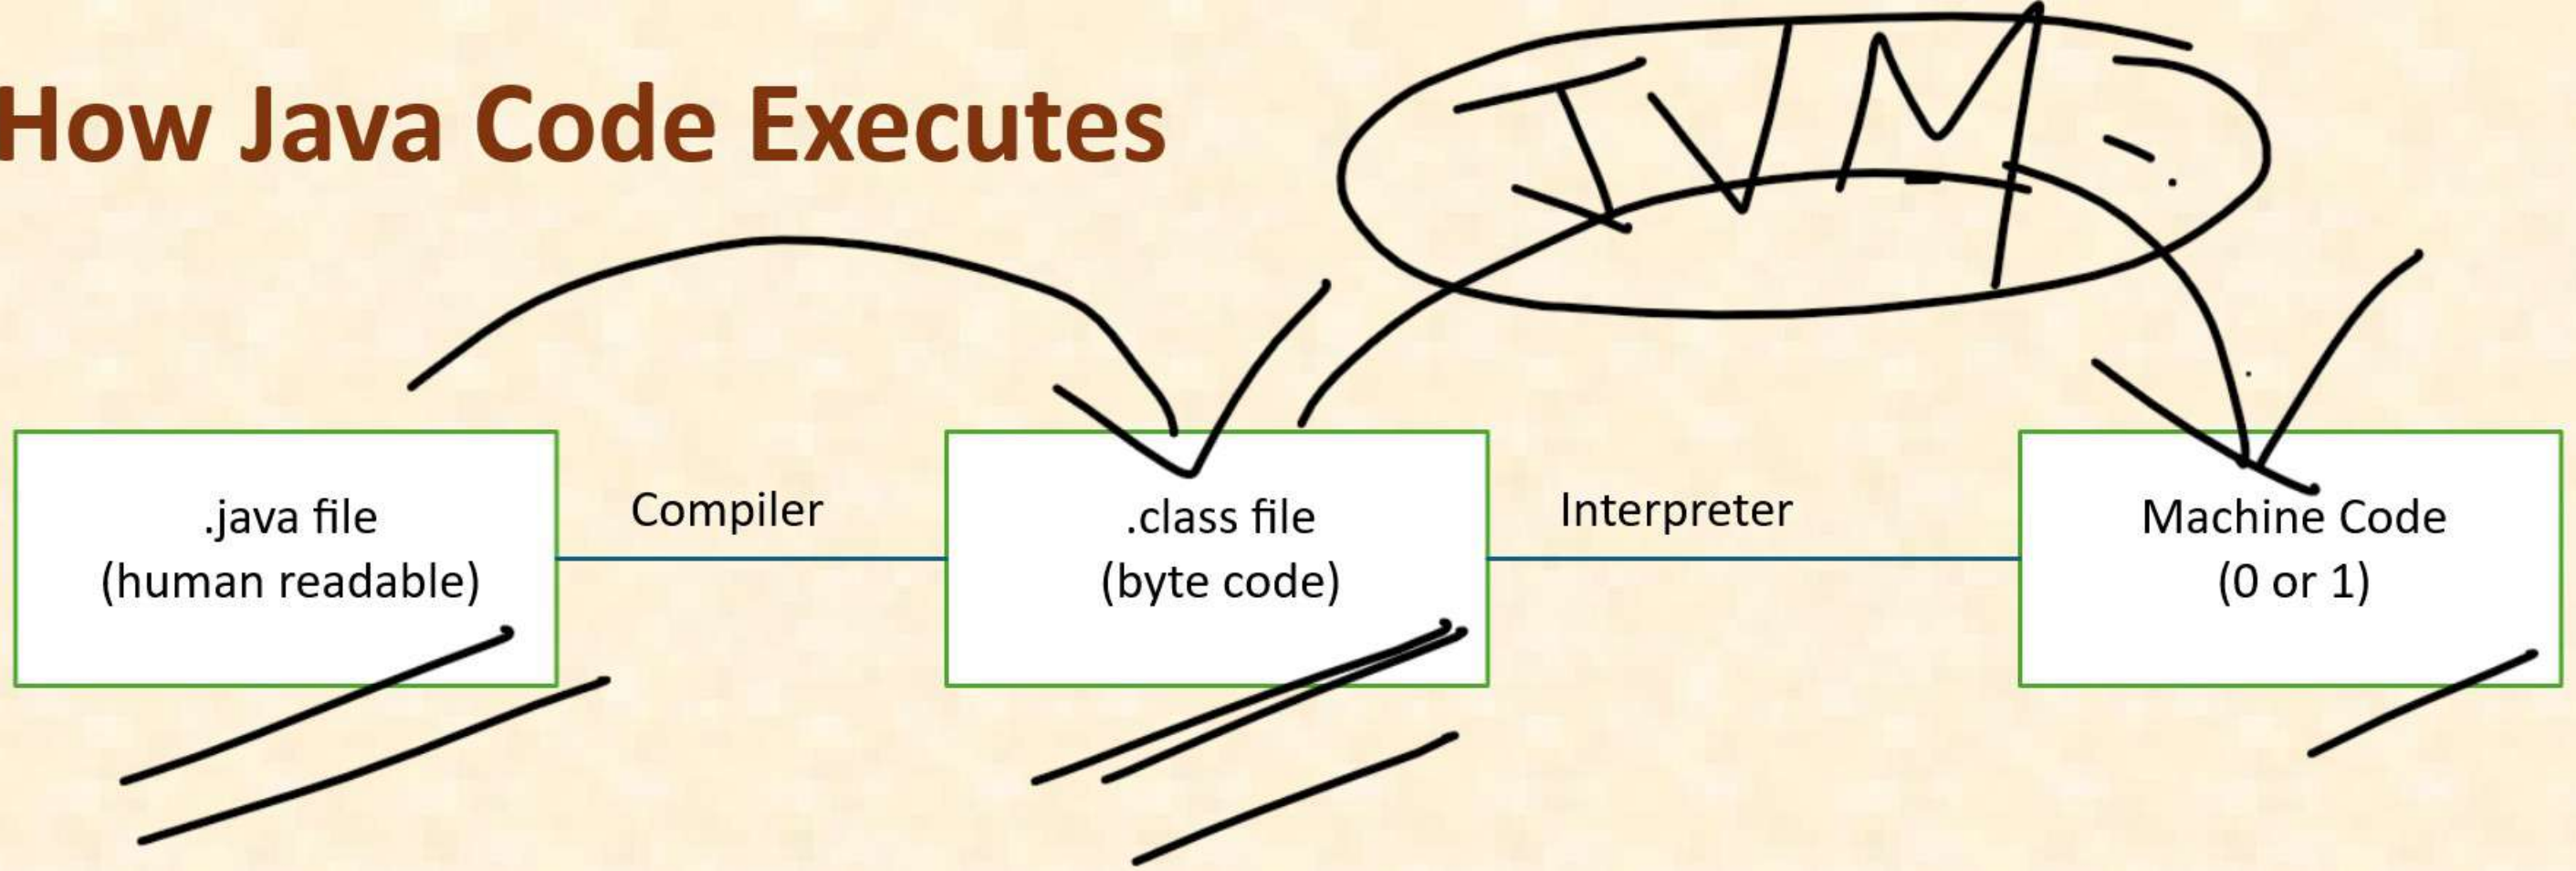 How Java Code Executes
JVM
.java file
(human readable)
Compiler
.class file
(byte code)
Interpreter
Machine Code
(0 or 1)